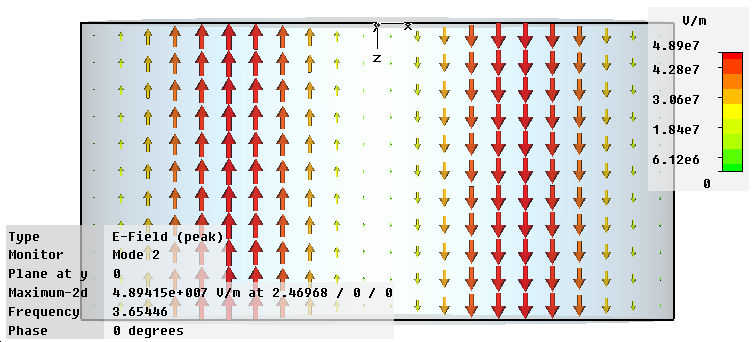 x
z
V/m
4.89e7
4.28e7
3.06e7
1.84e7
6.12e6
0
Type E-Field (peak)
Monitor Mode 2
Plane at y 0
Maximum-2d 4.89415e+007 V/m at 2.46968 / 0 / 0
Frequency 3.65446
Phase 0 degrees